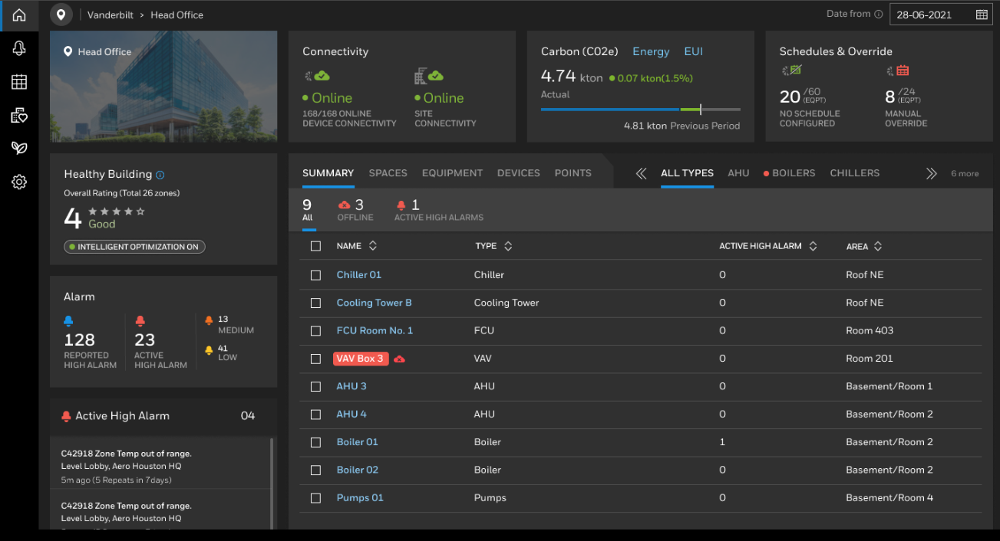 Vanderbilt > Head Office
Date from
28-06-2021
Head Office
Connectivity
Online
168/168 ONLINE
DEVICE CONNECTIVITY
Online
SITE
CONNECTIVITY
Carbon (C02e) Energy EUI
4.74 kton 0.07 kton(1.5%)
Actual
4.81 kton Previous Period
Schedules & Override
20 /60 (EQPT)
NO SCHEDULE
CONFIGURED
8 /24 (EQPT)
MANUAL
OVERRIDE
Healthy Building
Overall Rating (Total 26 zones)
4
Good
INTELLIGENT OPTIMIZATION ON
Alarm
128
REPORTED
HIGH ALARM
23
ACTIVE
HIGH ALARM
13
MEDIUM
41
LOW
Active High Alarm 04
C42918 Zone Temp out of range.
Level Lobby, Aero Houston HQ
5m ago (5 Repeats in 7days)
C42918 Zone Temp out of range.
Level Lobby, Aero Houston HQ
SUMMARY SPACES EQUIPMENT DEVICES POINTS
ALL TYPES AHU BOILERS CHILLERS 6 more
9
All
3
OFFLINE
1
ACTIVE HIGH ALARMS
NAME TYPE ACTIVE HIGH ALARM AREA
Chiller 01 Chiller 0 Roof NE
Cooling Tower B Cooling Tower 0 Roof NE
FCU Room No. 1 FCU 0 Room 403
VAV Box 3 VAV 0 Room 201
AHU 3 AHU 0 Basement/Room 1
AHU 4 AHU 0 Basement/Room 2
Boiler 01 Boiler 1 Basement/Room 2
Boiler 02 Boiler 0 Basement/Room 2
Pumps 01 Pumps 0 Basement/Room 4